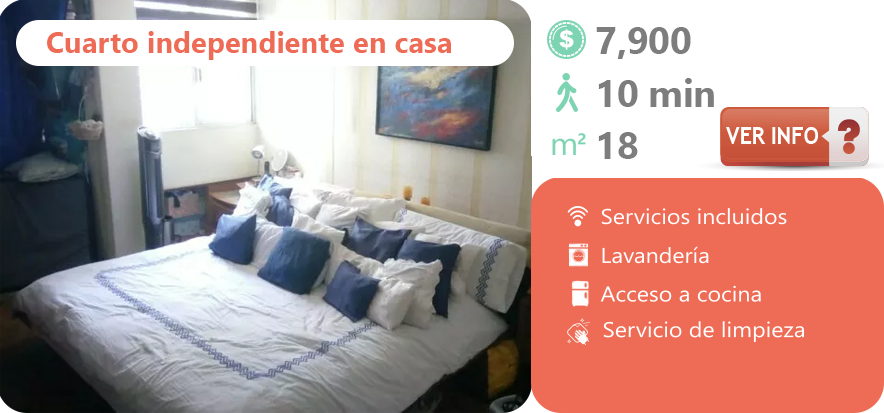 Cuarto independiente en casa
$ 7,900
10 min
m² 18
VER INFO ?
Servicios incluidos
Lavandería
Acceso a cocina
Servicio de limpieza